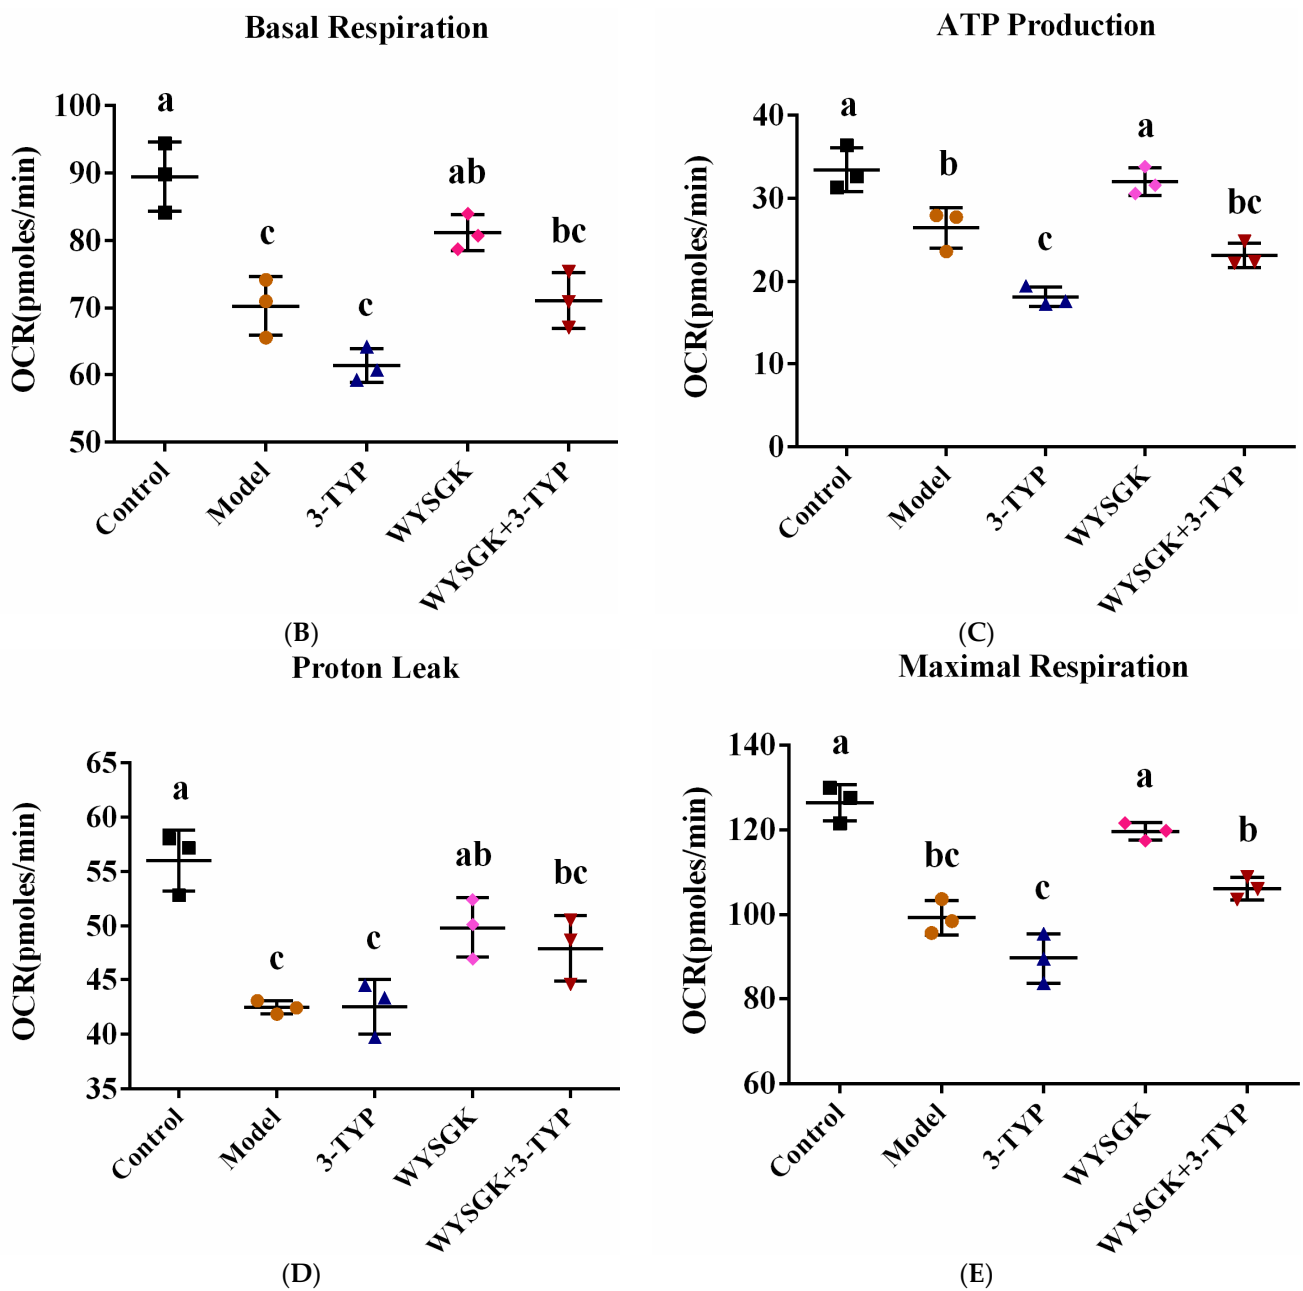 Basal Respiration
OCR(pmoles/min)
100
90
80
70
60
50
a
c
c
ab
bc
Control
Model
3-TYP
WYSGK
WYSGK+3-TYP
(B)
ATP Production
OCR(pmoles/min)
40
30
20
10
0
a
b
c
a
bc
Control
Model
3-TYP
WYSGK
WYSGK+3-TYP
(C)
Proton Leak
OCR(pmoles/min)
65
60
55
50
45
40
35
a
c
c
ab
bc
Control
Model
3-TYP
WYSGK
WYSGK+3-TYP
(D)
Maximal Respiration
OCR(pmoles/min)
140
120
100
80
60
a
bc
c
a
b
Control
Model
3-TYP
WYSGK
WYSGK+3-TYP
(E)